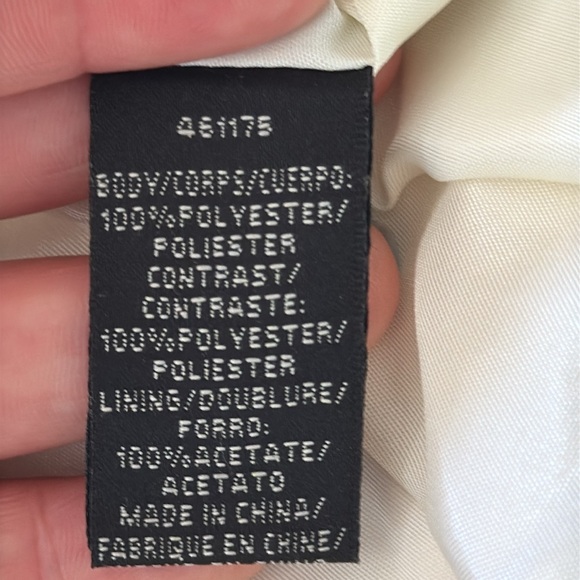 461175
BODY/CORPS/CUERPO:
100%POLYESTER/
POLIESTER
CONTRAST/
CONTRASTE:
100%POLYESTER/
POLIESTER
LINING/DOUBLURE/
FORRO:
100%ACETATE/
ACETATO
MADE IN CHINA/
FABRIQUE EN CHINE/